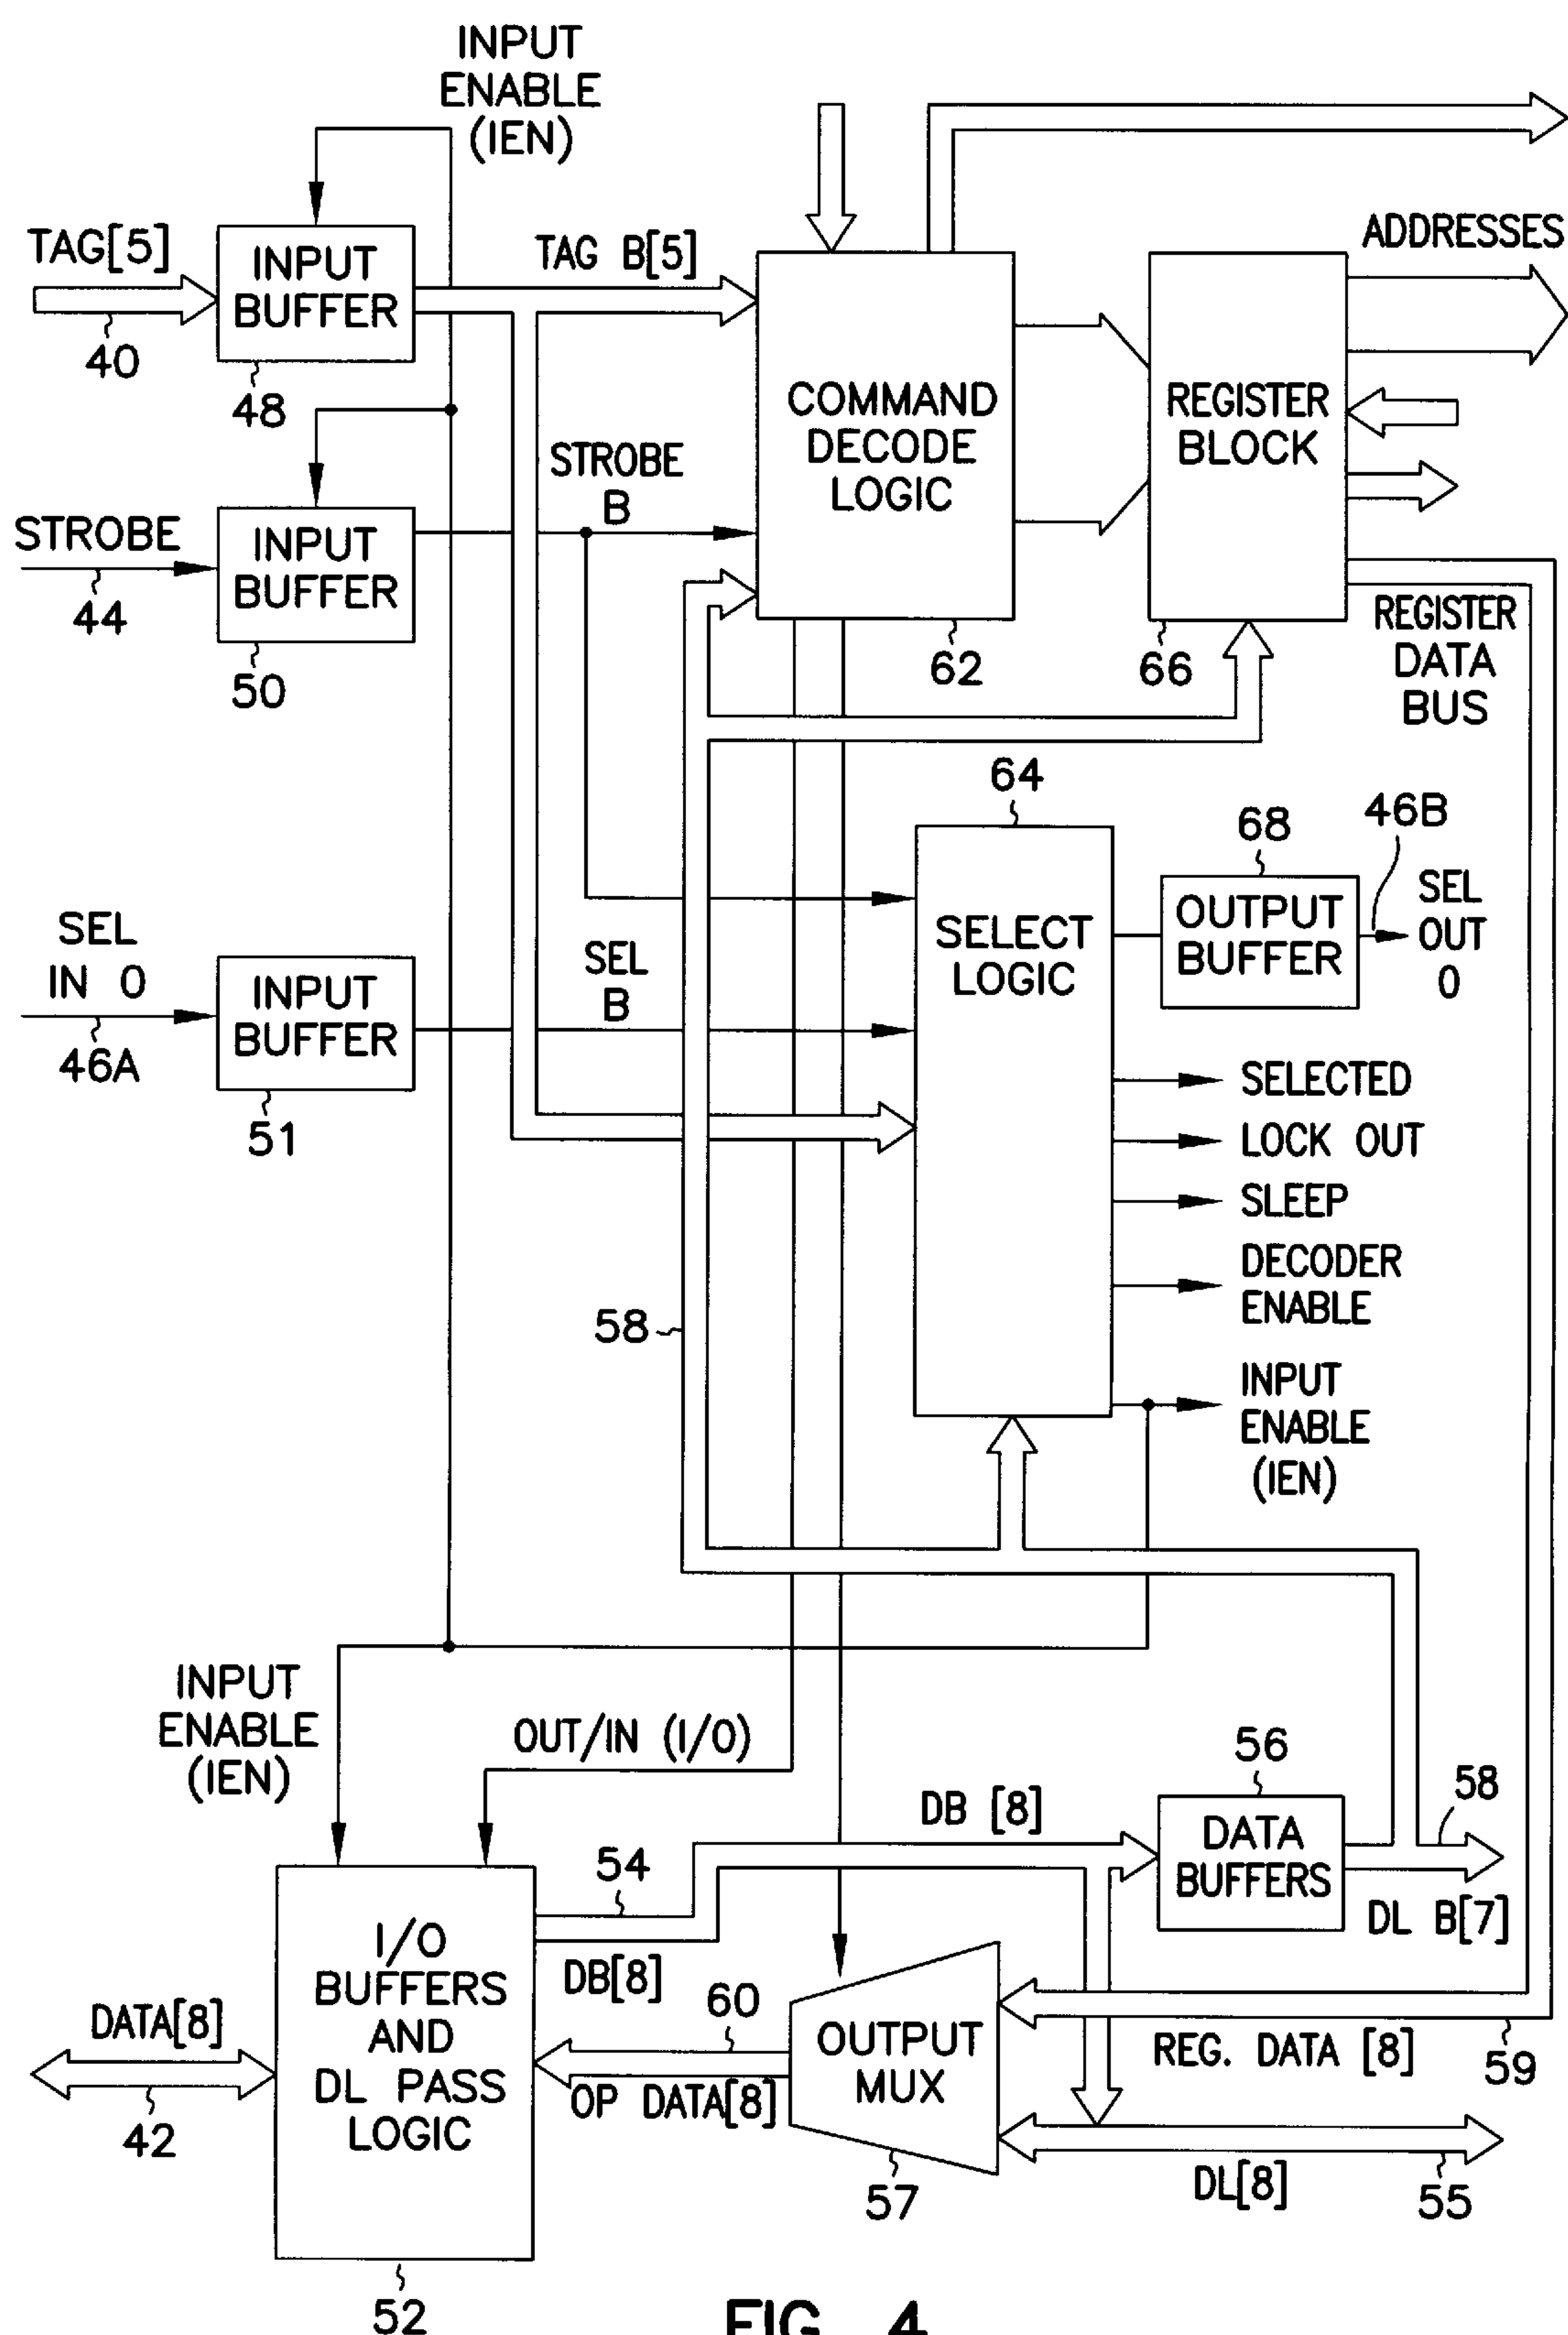 INPUT
ENABLE
(IEN)
TAG[5]
40
INPUT
BUFFER
48
TAG B[5]
COMMAND
DECODE
LOGIC
62
ADDRESSES
REGISTER
BLOCK
66
REGISTER
DATA
BUS
STROBE
44
INPUT
BUFFER
50
STROBE
B
64
SELECT
LOGIC
68
OUTPUT
BUFFER
46B
SEL
OUT
0
SEL
IN 0
46A
INPUT
BUFFER
51
SEL
B
SELECTED
LOCK OUT
SLEEP
DECODER
ENABLE
INPUT
ENABLE
(IEN)
58
INPUT
ENABLE
(IEN)
OUT/IN (I/O)
DB [8]
56
DATA
BUFFERS
58
DL B[7]
54
DB[8]
I/O
BUFFERS
AND
DL PASS
LOGIC
52
DATA[8]
42
60
OP DATA[8]
OUTPUT
MUX
57
REG. DATA [8]
59
DL[8]
55
FIG. 4